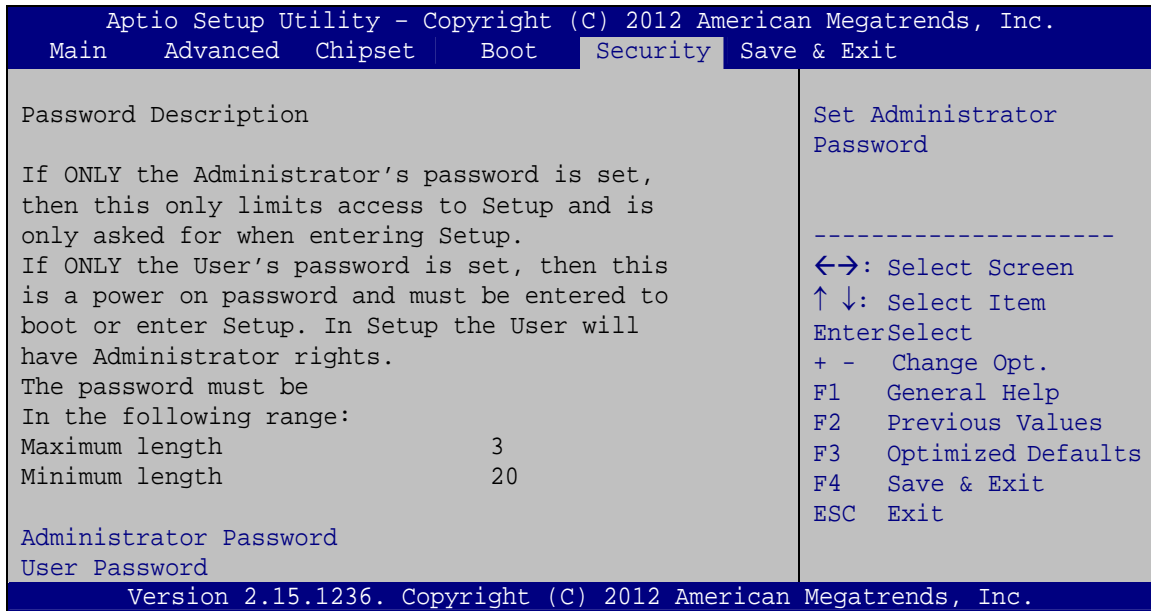 Aptio Setup Utility – Copyright (C) 2012 American Megatrends, Inc.
Main Advanced Chipset Boot Security Save & Exit
Password Description
If ONLY the Administrator’s password is set,
then this only limits access to Setup and is
only asked for when entering Setup.
If ONLY the User’s password is set, then this
is a power on password and must be entered to
boot or enter Setup. In Setup the User will
have Administrator rights.
The password must be
In the following range:
Maximum length 3
Minimum length 20
Administrator Password
User Password
Set Administrator
Password
---------------------
←→: Select Screen
↑ ↓: Select Item
EnterSelect
+ - Change Opt.
F1 General Help
F2 Previous Values
F3 Optimized Defaults
F4 Save & Exit
ESC Exit
Version 2.15.1236. Copyright (C) 2012 American Megatrends, Inc.